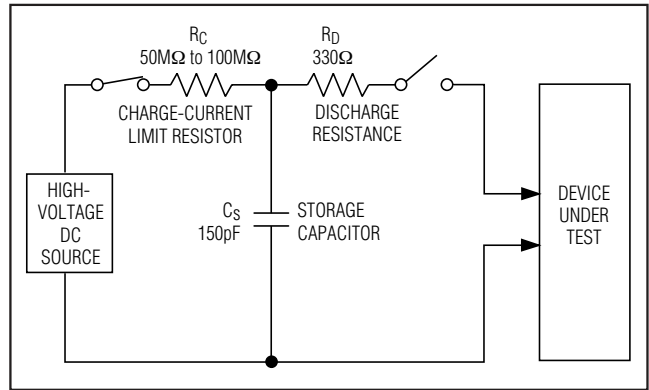 RC
50MΩ to 100MΩ
CHARGE-CURRENT
LIMIT RESISTOR
RD
330Ω
DISCHARGE
RESISTANCE
HIGH-
VOLTAGE
DC
SOURCE
CS
150pF
STORAGE
CAPACITOR
DEVICE
UNDER
TEST